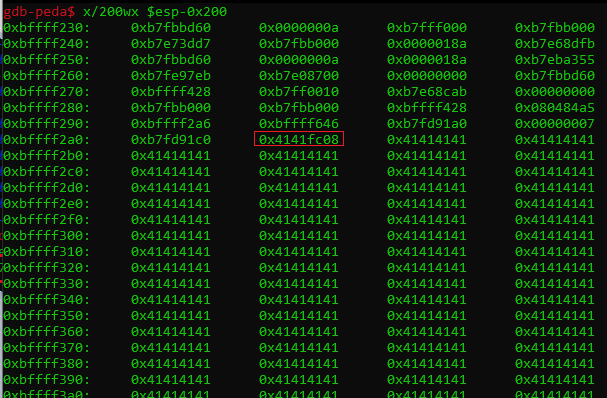 gdb-peda$ x/200wx $esp-0x200
0xbffff230: 0xb7fbbd60 0x0000000a 0xb7fff000 0xb7fbb000
0xbffff240: 0xb7e73dd7 0xb7fbb000 0x0000018a 0xb7e68dfb
0xbffff250: 0xb7fbbd60 0x0000000a 0x0000018a 0xb7eba355
0xbffff260: 0xb7fe97eb 0xb7e08700 0x00000000 0xb7fbbd60
0xbffff270: 0xbffff428 0xb7ff0010 0xb7e68cab 0x00000000
0xbffff280: 0xb7fbb000 0xb7fbb000 0xbffff428 0x080484a5
0xbffff290: 0xbffff2a6 0xbffff646 0xb7fd91a0 0x00000007
0xbffff2a0: 0xb7fd91c0 0x4141fc08 0x41414141 0x41414141
0xbffff2b0: 0x41414141 0x41414141 0x41414141 0x41414141
0xbffff2c0: 0x41414141 0x41414141 0x41414141 0x41414141
0xbffff2d0: 0x41414141 0x41414141 0x41414141 0x41414141
0xbffff2e0: 0x41414141 0x41414141 0x41414141 0x41414141
0xbffff2f0: 0x41414141 0x41414141 0x41414141 0x41414141
0xbffff300: 0x41414141 0x41414141 0x41414141 0x41414141
0xbffff310: 0x41414141 0x41414141 0x41414141 0x41414141
0xbffff320: 0x41414141 0x41414141 0x41414141 0x41414141
0xbffff330: 0x41414141 0x41414141 0x41414141 0x41414141
0xbffff340: 0x41414141 0x41414141 0x41414141 0x41414141
0xbffff350: 0x41414141 0x41414141 0x41414141 0x41414141
0xbffff360: 0x41414141 0x41414141 0x41414141 0x41414141
0xbffff370: 0x41414141 0x41414141 0x41414141 0x41414141
0xbffff380: 0x41414141 0x41414141 0x41414141 0x41414141
0xbffff390: 0x41414141 0x41414141 0x41414141 0x41414141
0xbffff3a0: 0x41414141 0x41414141 0x41414141 0x41414141